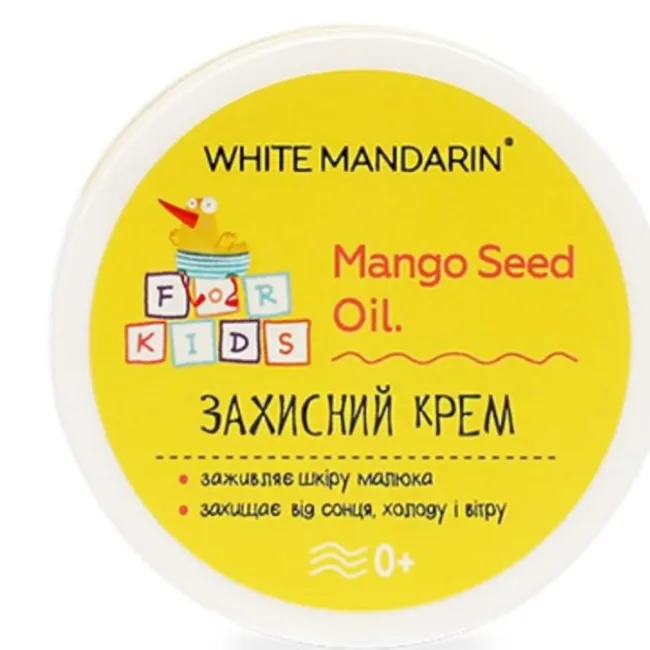 WHITE MANDARIN®
FOR
KIDS
Mango Seed
Oil.
ЗАХИСНИЙ КРЕМ
• заживляє шкіру малюка
• захищає від сонця, холоду і вітру
0+